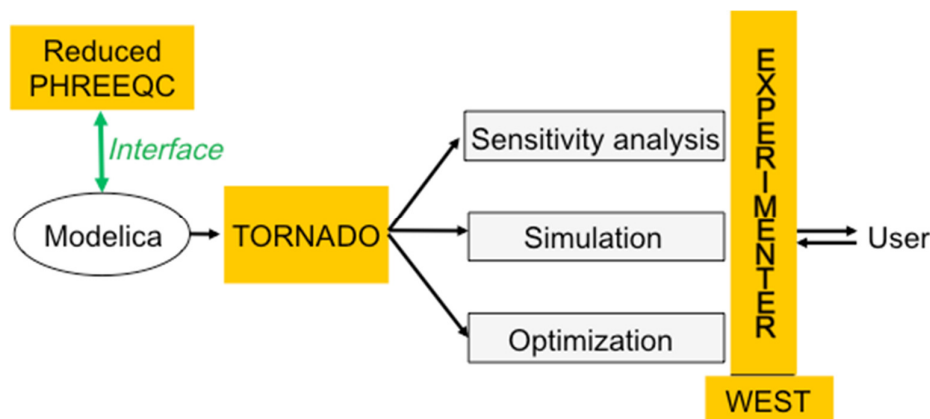 Reduced
PHREEQC
Interface
Modelica
TORNADO
Sensitivity analysis
Simulation
Optimization
EXPERIMENTER
WEST
User